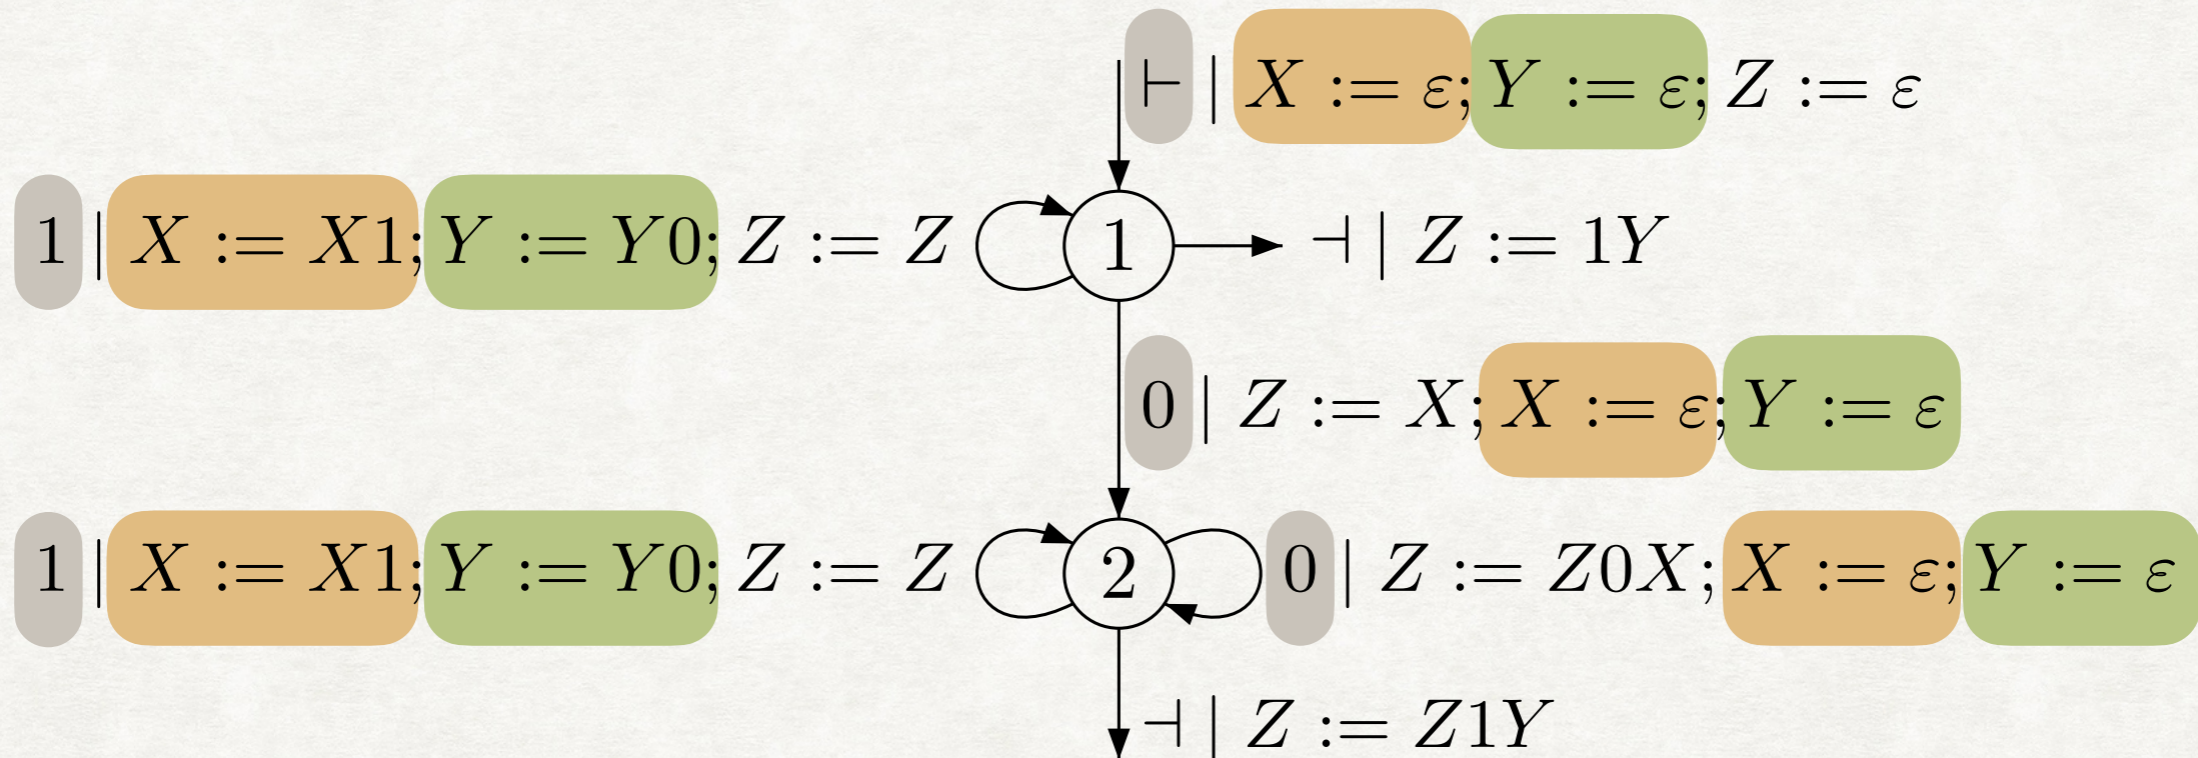 ⊢ | X := ε; Y := ε; Z := ε
1 | X := X1; Y := Y0; Z := Z
1
⊣ | Z := 1Y
0 | Z := X; X := ε; Y := ε
1 | X := X1; Y := Y0; Z := Z
2
0 | Z := Z0X; X := ε; Y := ε
⊣ | Z := Z1Y